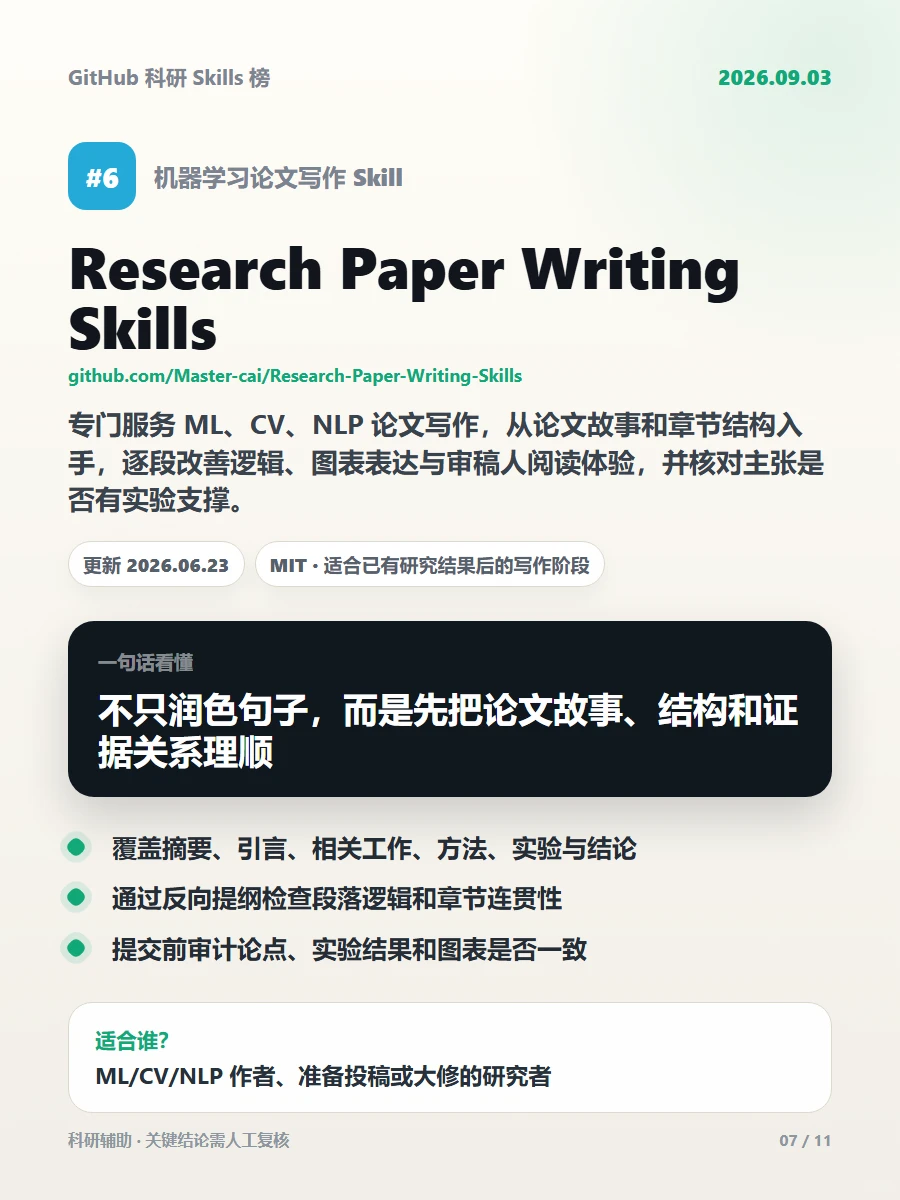 GitHub 科研 Skills 榜
2026.09.03
#6
机器学习论文写作 Skill
Research Paper Writing
Skills
github.com/Master-cai/Research-Paper-Writing-Skills
专门服务 ML、CV、NLP 论文写作，从论文故事和章节结构入
手，逐段改善逻辑、图表表达与审稿人阅读体验，并核对主张是
否有实验支撑。
更新 2026.06.23
MIT · 适合已有研究结果后的写作阶段
一句话看懂
不只润色句子，而是先把论文故事、结构和证
据关系理顺
覆盖摘要、引言、相关工作、方法、实验与结论
通过反向提纲检查段落逻辑和章节连贯性
提交前审计论点、实验结果和图表是否一致
适合谁？
ML/CV/NLP 作者、准备投稿或大修的研究者
科研辅助 · 关键结论需人工复核
07 / 11